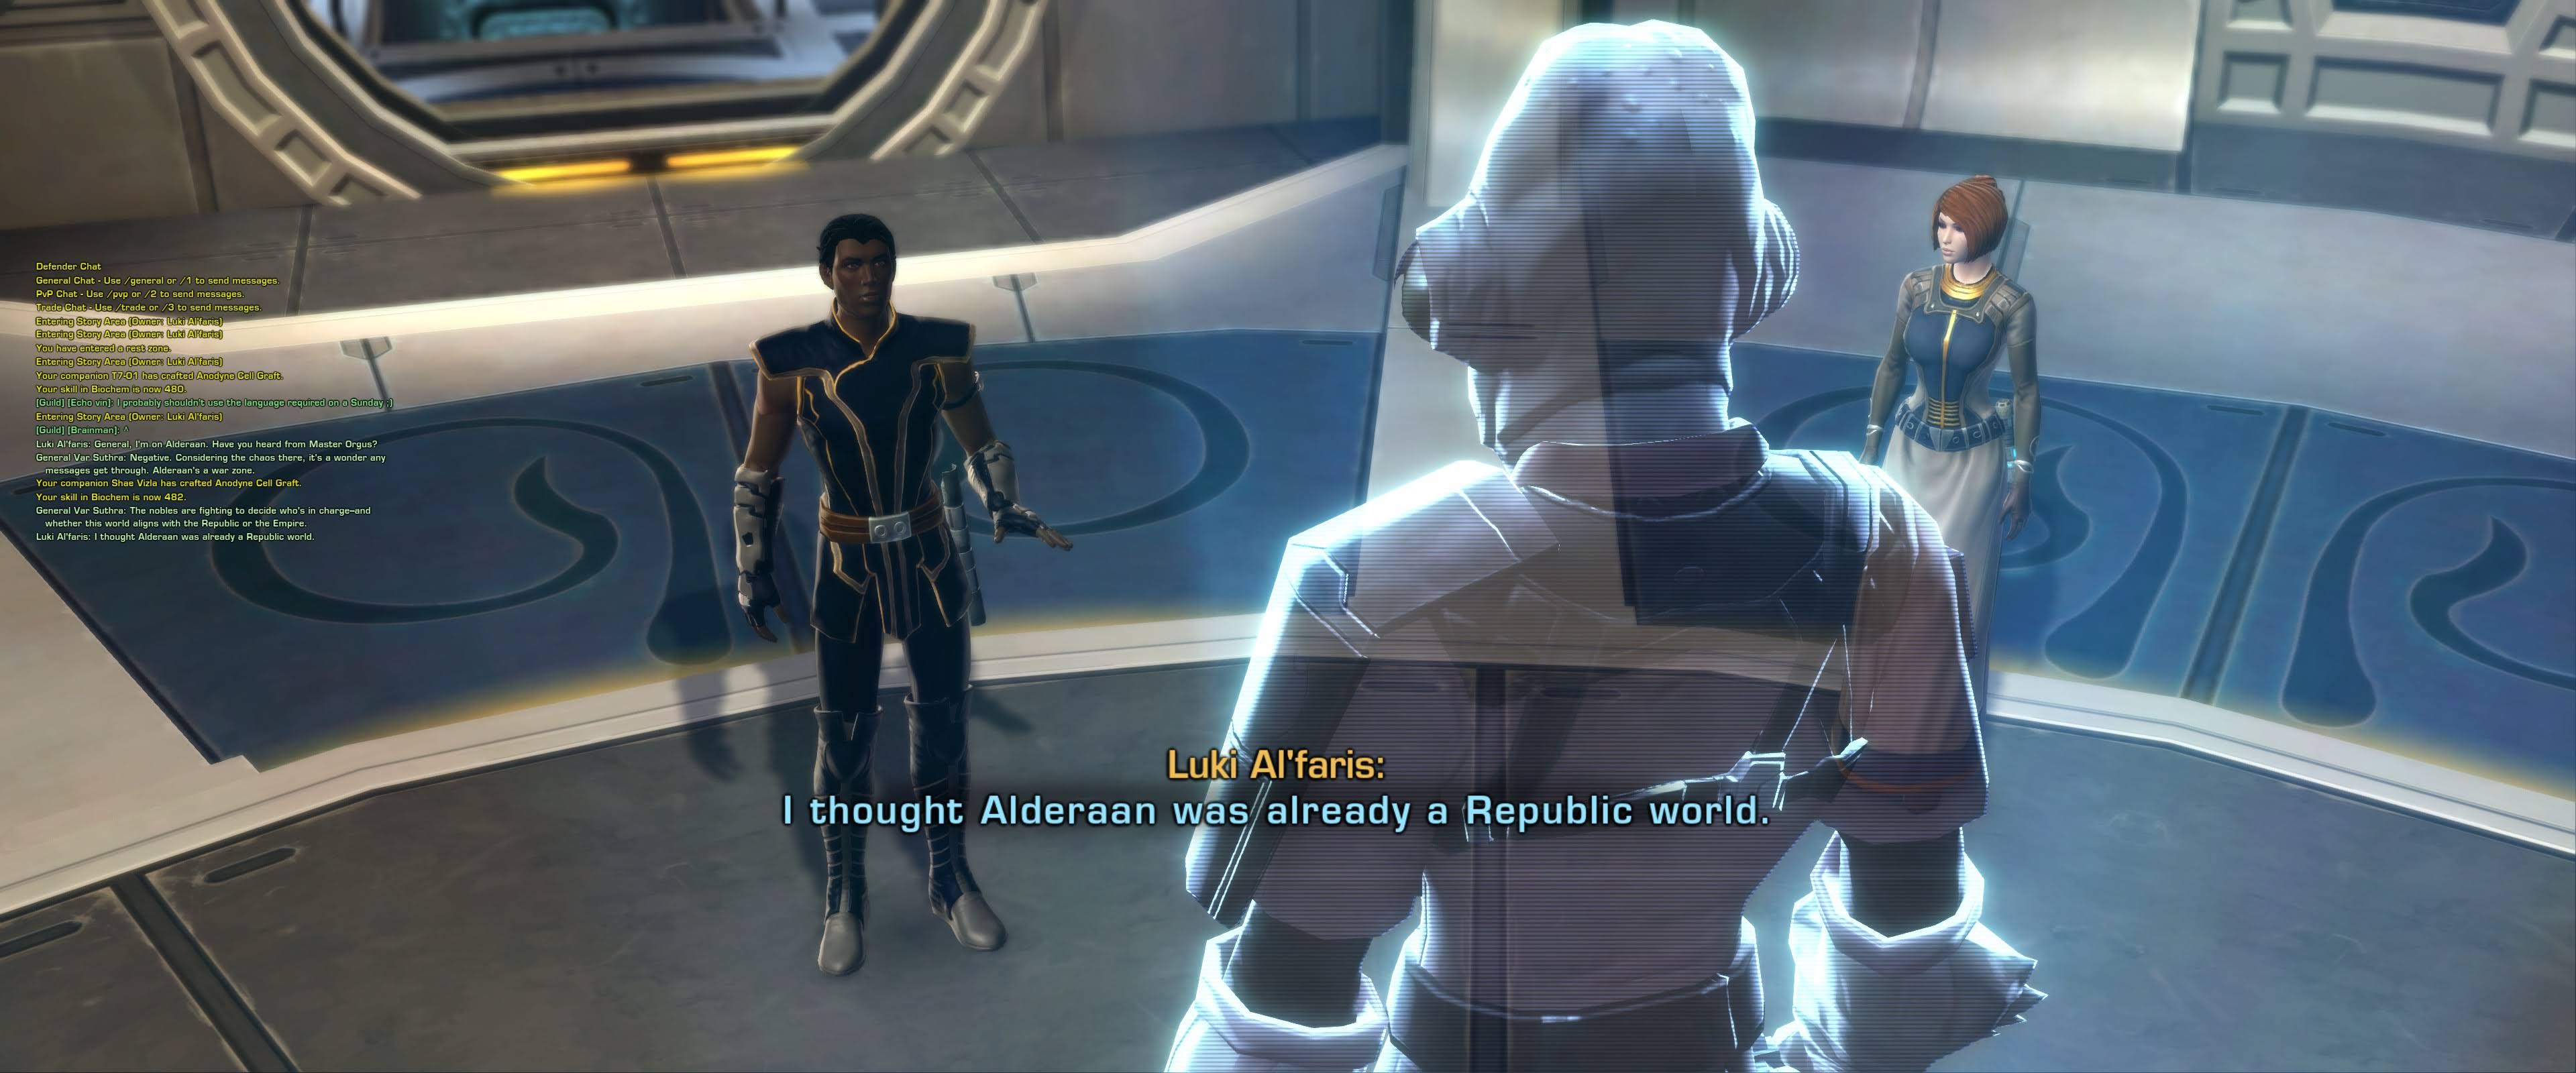 Defender Chat
General Chat - Use /general or /1 to send messages.
PvP Chat - Use /pvp or /2 to send messages.
Trade Chat - Use /trade or /3 to send messages.
Entering Story Area (Owner: Luki Al'faris)
Entering Story Area (Owner: Luki Al'faris)
You have entered a rest zone.
Entering Story Area (Owner: Luki Al'faris)
Your companion T7-O1 has crafted Anodyne Cell Graft.
Your skill in Biochem is now 480.
[Guild] [Echo'vin]: I probably shouldn't use the language required on a Sunday ;)
Entering Story Area (Owner: Luki Al'faris)
[Guild] [Brainman]: ^
Luki Al'faris: General, I'm on Alderaan. Have you heard from Master Orgus?
General Var Suthra: Negative. Considering the chaos there, it's a wonder any
messages get through. Alderaan's a war zone.
Your companion Shae Vizla has crafted Anodyne Cell Graft.
Your skill in Biochem is now 482.
General Var Suthra: The nobles are fighting to decide who's in charge—and
whether this world aligns with the Republic or the Empire.
Luki Al'faris: I thought Alderaan was already a Republic world.
Luki Al'faris:
I thought Alderaan was already a Republic world.